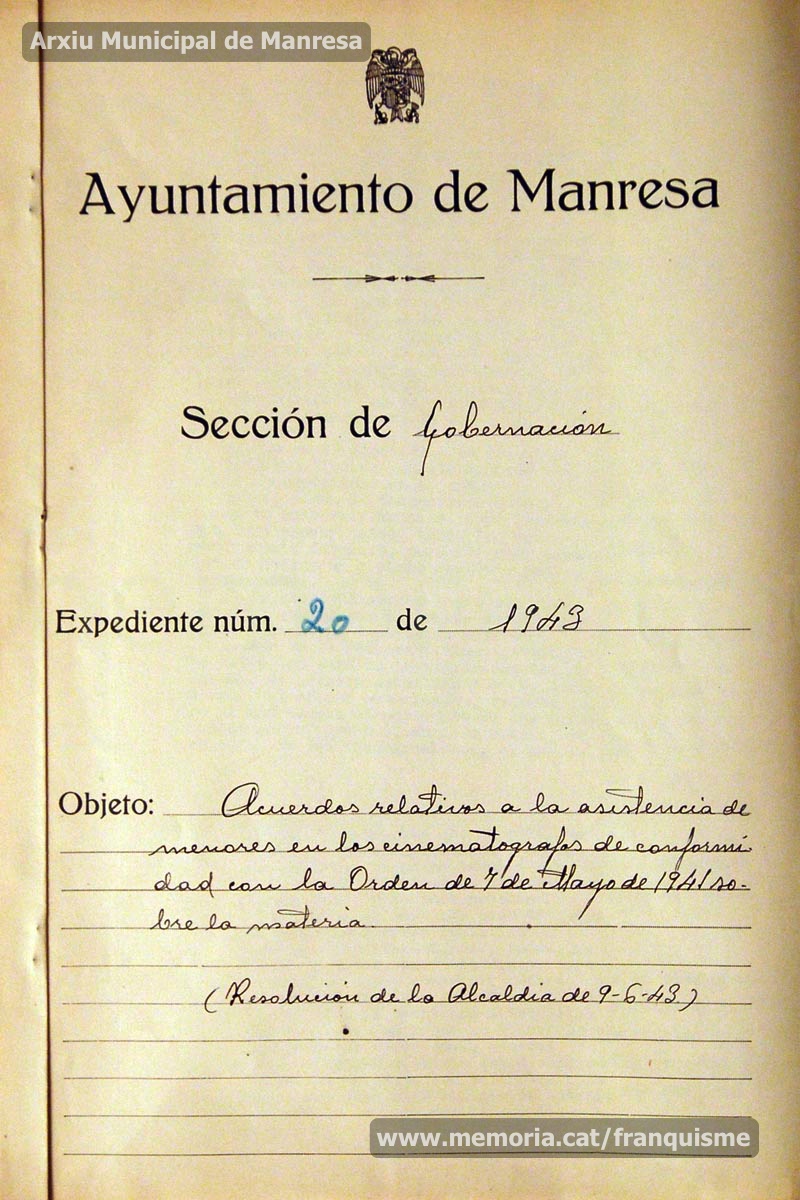 Arxiu Municipal de Manresa
Ayuntamiento de Manresa
Sección de Gobernación
Expediente núm. 20 de 1943
Objeto: Acuerdos relativos a la asistencia de
menores en los cinematografos de conformi-
dad con la Orden de 7 de Mayo de 1941 so-
bre la materia.
(Resolución de la Alcaldia de 9-6-43)
www.memoria.cat/franquisme